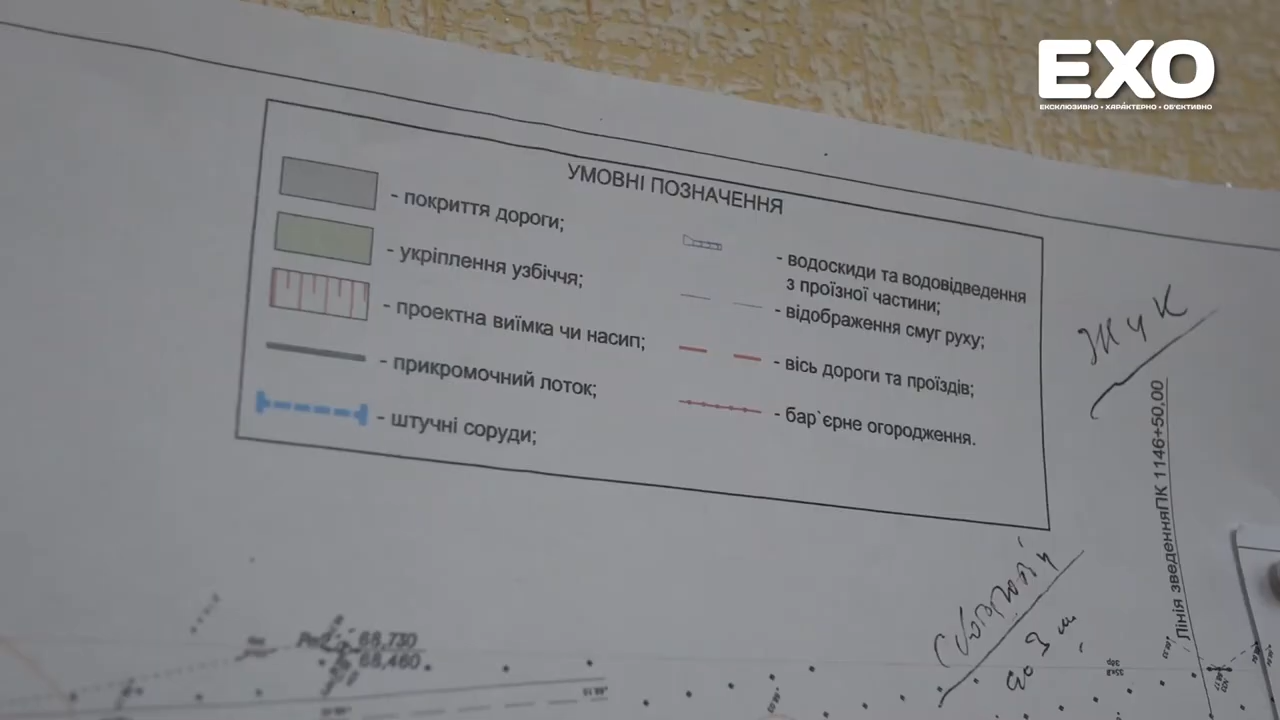 ЕХО
ЕКСКЛЮЗИВНО • ХАРАКТЕРНО • ОБ'ЄКТИВНО
УМОВНІ ПОЗНАЧЕННЯ
- покриття дороги;
- укріплення узбіччя;
- проектна виїмка чи насип;
- прикромочний лоток;
- штучні соруди;
- водоскиди та водовідведення
з проїзної частини;
- відображення смуг руху;
- вісь дороги та проїздів;
- бар`єрне огородження.
Жук
Лінія зведенняПК 1146+50,00
68,730
68,460